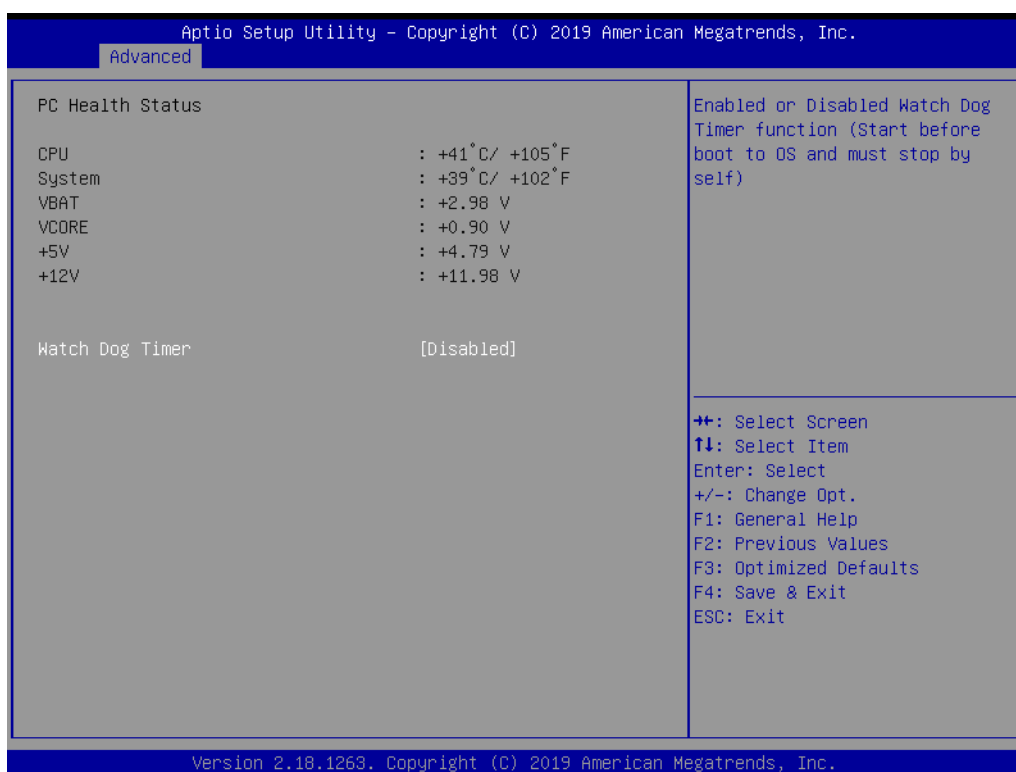 Aptio Setup Utility – Copyright (C) 2019 American Megatrends, Inc.
Advanced
PC Health Status
CPU : +41°C/ +105°F
System : +39°C/ +102°F
VBAT : +2.98 V
VCORE : +0.90 V
+5V : +4.79 V
+12V : +11.98 V
Watch Dog Timer [Disabled]
Enabled or Disabled Watch Dog
Timer function (Start before
boot to OS and must stop by
self)
→←: Select Screen
↑↓: Select Item
Enter: Select
+/-: Change Opt.
F1: General Help
F2: Previous Values
F3: Optimized Defaults
F4: Save & Exit
ESC: Exit
Version 2.18.1263. Copyright (C) 2019 American Megatrends, Inc.